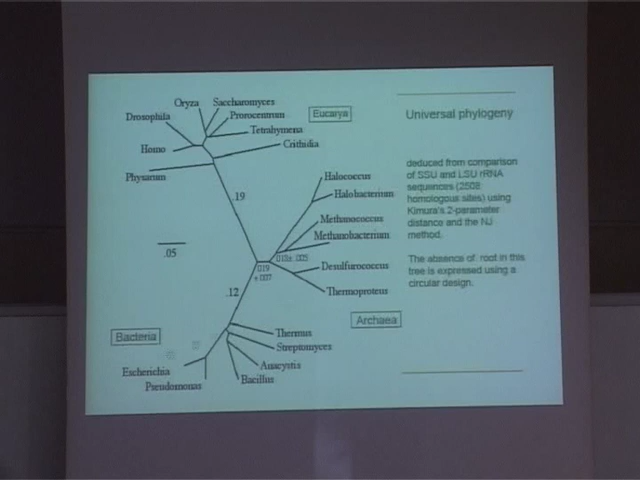 Oryza
Saccharomyces
Drosophila
Prorocentrum
Eucarya
Tetrahymena
Homo
Crithidia
Physarum
.19
Halococcus
Halobacterium
Methanococcus
Methanobacterium
.05
.019
±.007
Desulfurococcus
Thermoproteus
.12
Archaea
Bacteria
Thermus
Streptomyces
Anacystis
Escherichia
Bacillus
Pseudomonas
Universal phylogeny
deduced from comparison
of SSU and LSU rRNA
sequences (2508
homologous sites) using
Kimura's 2-parameter
distance and the NJ
method.
The absence of root in this
tree is expressed using a
circular design.